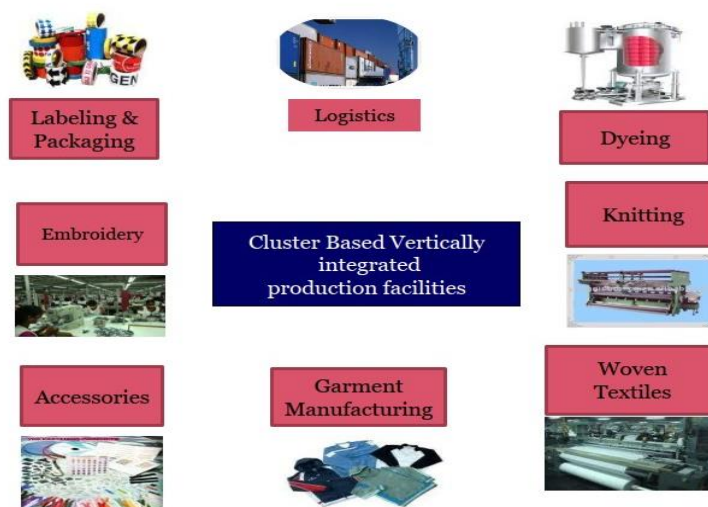 GEN
Labeling &
Packaging
Logistics
Dyeing
Embroidery
Cluster Based Vertically
integrated
production facilities
Knitting
Accessories
Garment
Manufacturing
Woven
Textiles